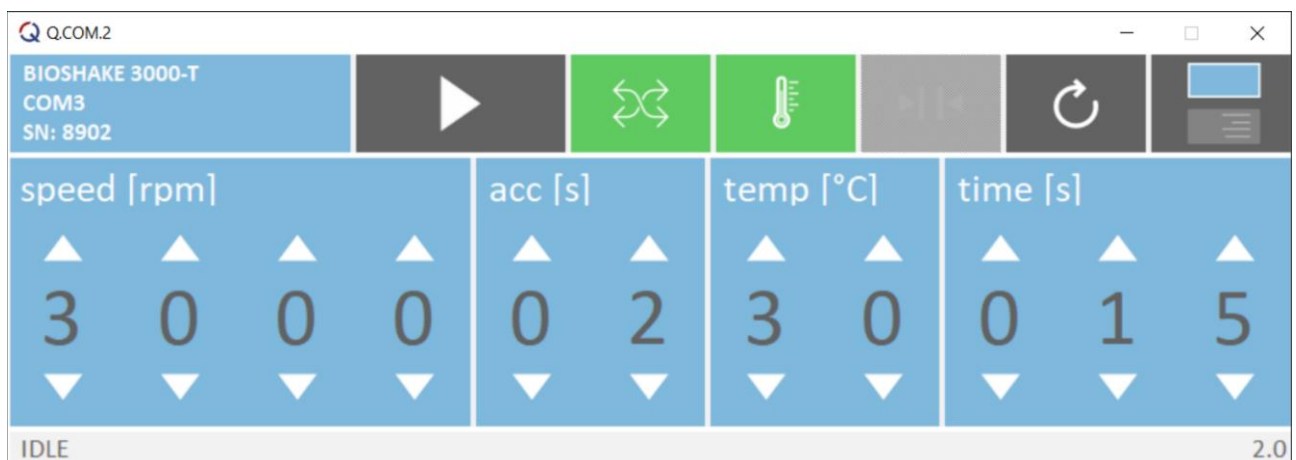 Q.COM.2
BIOSHAKE 3000-T
COM3
SN: 8902
speed [rpm] acc [s] temp [°C] time [s]
3 0 0 0 0 2 3 0 0 1 5
IDLE 2.0